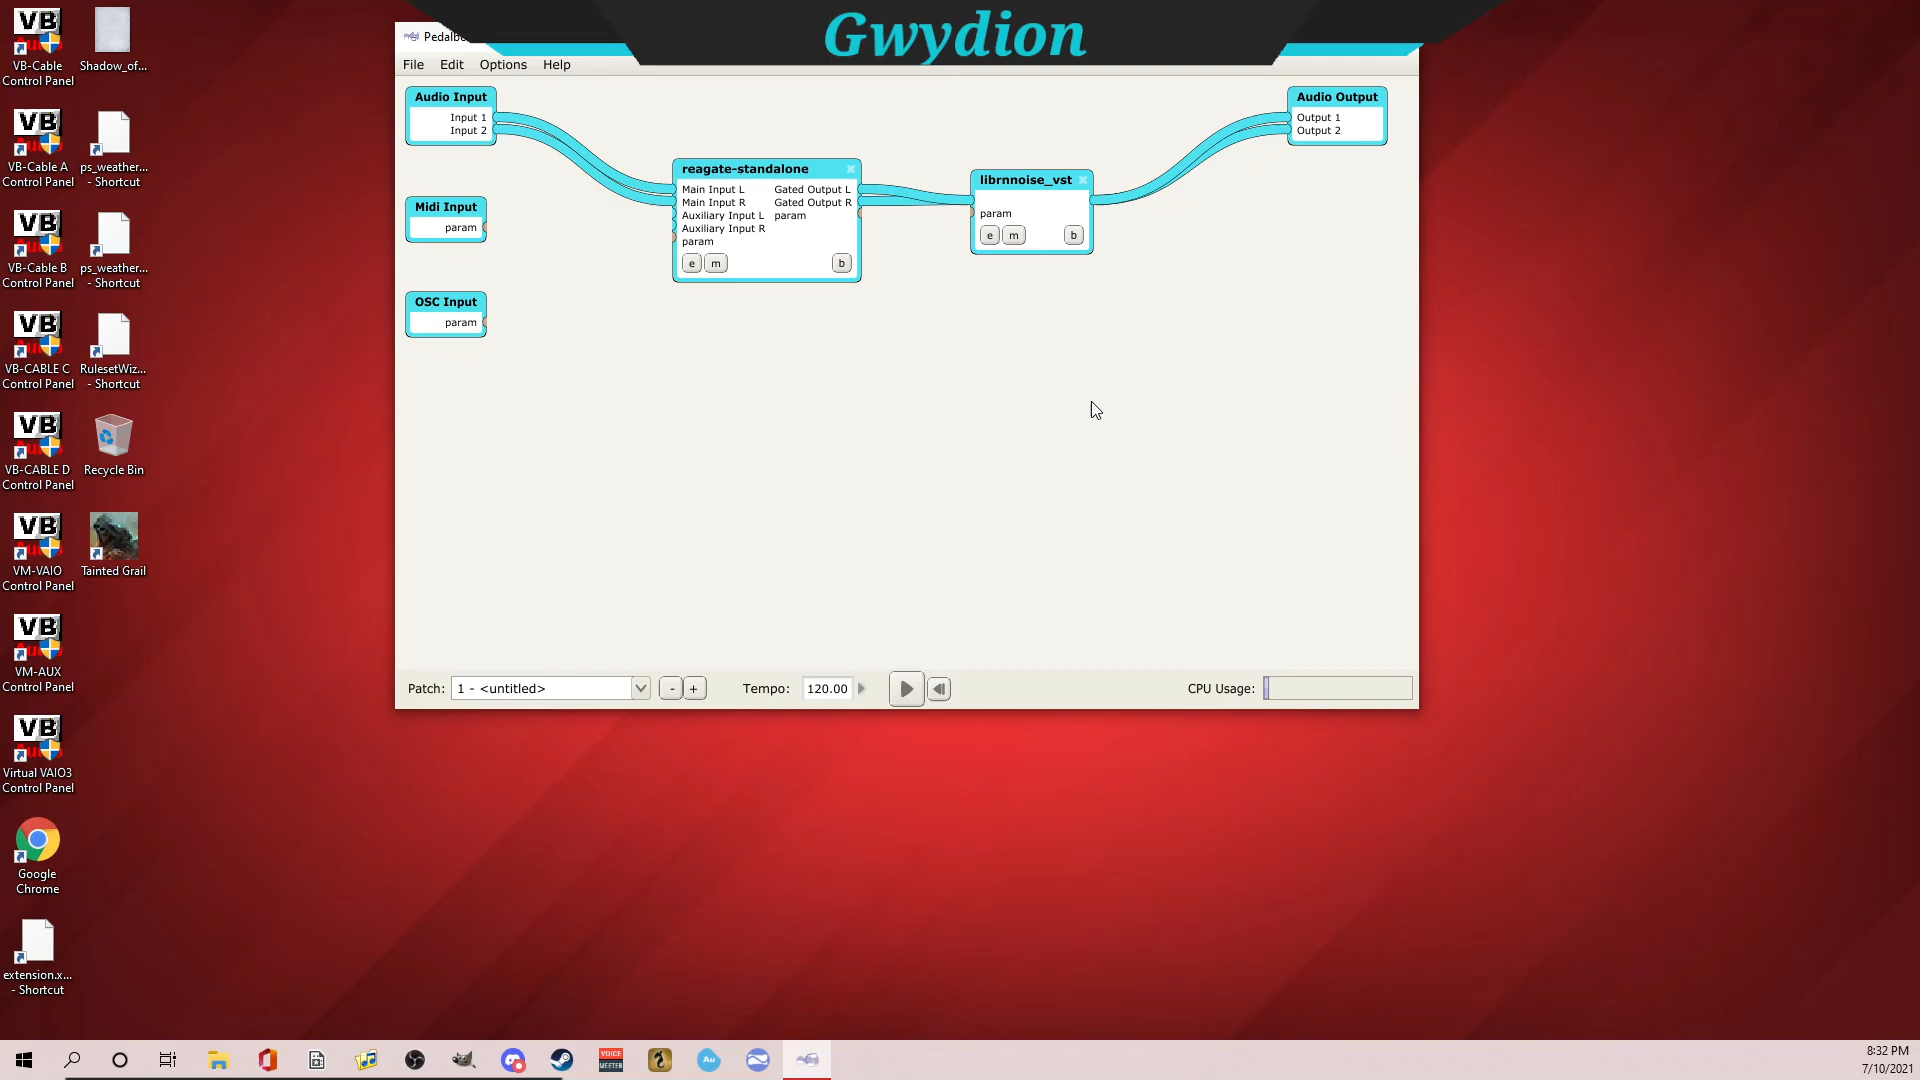 Gwydion
Pedalbo
File Edit Options Help
Audio Input
Input 1
Input 2
Midi Input
param
OSC Input
param
reagate-standalone
Main Input L Gated Output L
Main Input R Gated Output R
Auxiliary Input L param
Auxiliary Input R
param
e m b
librnnoise_vst
param
e m b
Audio Output
Output 1
Output 2
Patch: 1 - <untitled> - + Tempo: 120.00 CPU Usage:
VB-Cable
Control Panel
Shadow_of...
VB-Cable A
Control Panel
ps_weather...
- Shortcut
VB-Cable B
Control Panel
ps_weather...
- Shortcut
VB-CABLE C
Control Panel
RulesetWiz...
- Shortcut
VB-CABLE D
Control Panel
Recycle Bin
VM-VAIO
Control Panel
Tainted Grail
VM-AUX
Control Panel
Virtual VAIO3
Control Panel
Google
Chrome
extension.x...
- Shortcut
VOICE
MEETER
Au
8:32 PM
7/10/2021